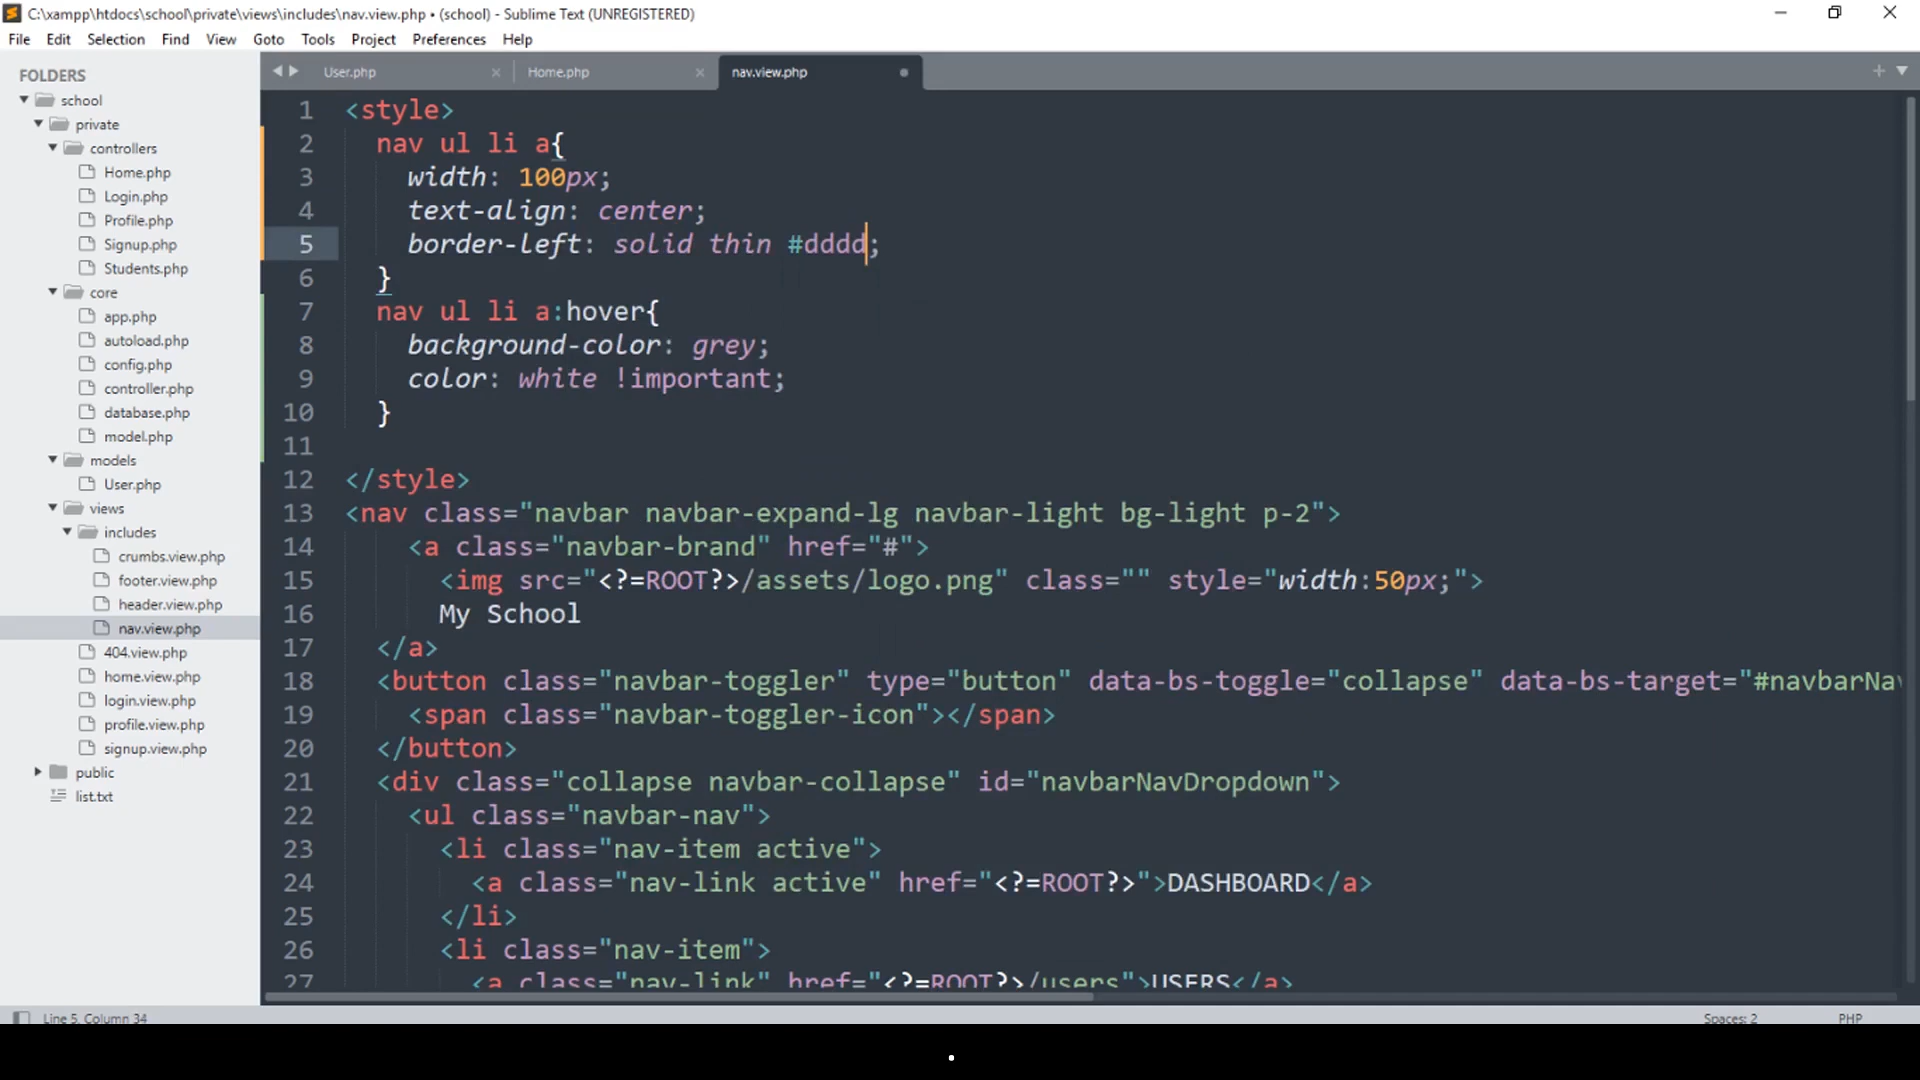 C:\xampp\htdocs\school\private\views\includes\nav.view.php • (school) - Sublime Text (UNREGISTERED)
File Edit Selection Find View Goto Tools Project Preferences Help
FOLDERS
school
private
controllers
Home.php
Login.php
Profile.php
Signup.php
Students.php
core
app.php
autoload.php
config.php
controller.php
database.php
model.php
models
User.php
views
includes
crumbs.view.php
footer.view.php
header.view.php
nav.view.php
404.view.php
home.view.php
login.view.php
profile.view.php
signup.view.php
public
list.txt
User.php Home.php nav.view.php
1 <style>
2 nav ul li a{
3 width: 100px;
4 text-align: center;
5 border-left: solid thin #dddd;
6 }
7 nav ul li a:hover{
8 background-color: grey;
9 color: white !important;
10 }
11
12 </style>
13 <nav class="navbar navbar-expand-lg navbar-light bg-light p-2">
14 <a class="navbar-brand" href="#">
15 <img src="<?=ROOT?>/assets/logo.png" class="" style="width:50px;">
16 My School
17 </a>
18 <button class="navbar-toggler" type="button" data-bs-toggle="collapse" data-bs-target="#navbarNav
19 <span class="navbar-toggler-icon"></span>
20 </button>
21 <div class="collapse navbar-collapse" id="navbarNavDropdown">
22 <ul class="navbar-nav">
23 <li class="nav-item active">
24 <a class="nav-link active" href="<?=ROOT?>">DASHBOARD</a>
25 </li>
26 <li class="nav-item">
27 <a class="nav-link" href="<?=ROOT?>/users">USERS</a>
Line 5, Column 34 Spaces: 2 PHP